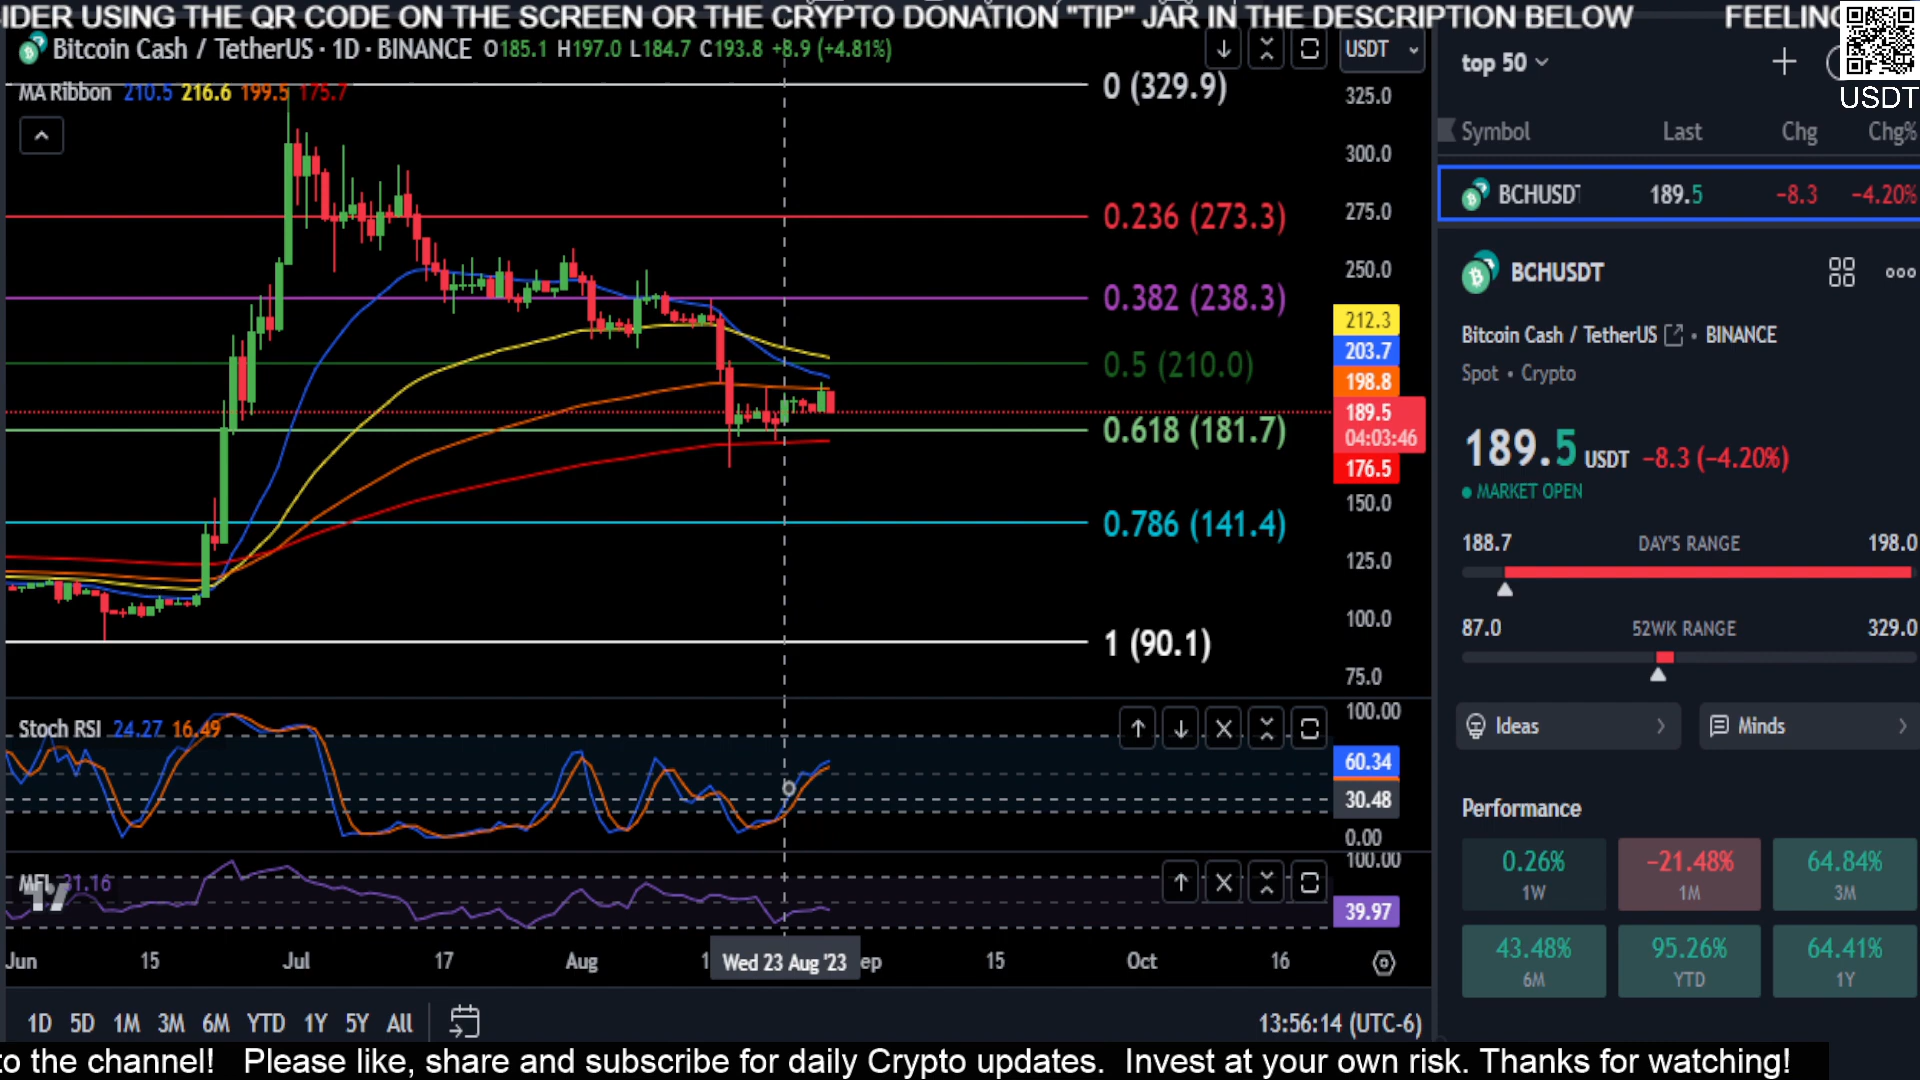 IDER USING THE QR CODE ON THE SCREEN OR THE CRYPTO DONATION "TIP" JAR IN THE DESCRIPTION BELOW FEELING
Bitcoin Cash / TetherUS · 1D · BINANCE O185.1 H197.0 L184.7 C193.8 +8.9 (+4.81%)
USDT
MA Ribbon 210.5 216.6 199.5 175.7
0 (329.9)
0.236 (273.3)
0.382 (238.3)
0.5 (210.0)
0.618 (181.7)
0.786 (141.4)
1 (90.1)
325.0
300.0
275.0
250.0
212.3
203.7
198.8
189.5
04:03:46
176.5
150.0
125.0
100.0
75.0
Stoch RSI 24.27 16.49
100.00
60.34
30.48
0.00
MFI 31.16
100.00
39.97
Jun 15 Jul 17 Aug 1 Wed 23 Aug '23 ep 15 Oct 16
1D 5D 1M 3M 6M YTD 1Y 5Y All
13:56:14 (UTC-6)
top 50
USDT
Symbol Last Chg Chg%
BCHUSDT 189.5 −8.3 −4.20%
BCHUSDT
Bitcoin Cash / TetherUS • BINANCE
Spot • Crypto
189.5 USDT −8.3 (−4.20%)
MARKET OPEN
188.7 DAY'S RANGE 198.0
87.0 52WK RANGE 329.0
Ideas
Minds
Performance
0.26% −21.48% 64.84%
1W 1M 3M
43.48% 95.26% 64.41%
6M YTD 1Y
to the channel! Please like, share and subscribe for daily Crypto updates. Invest at your own risk. Thanks for watching!